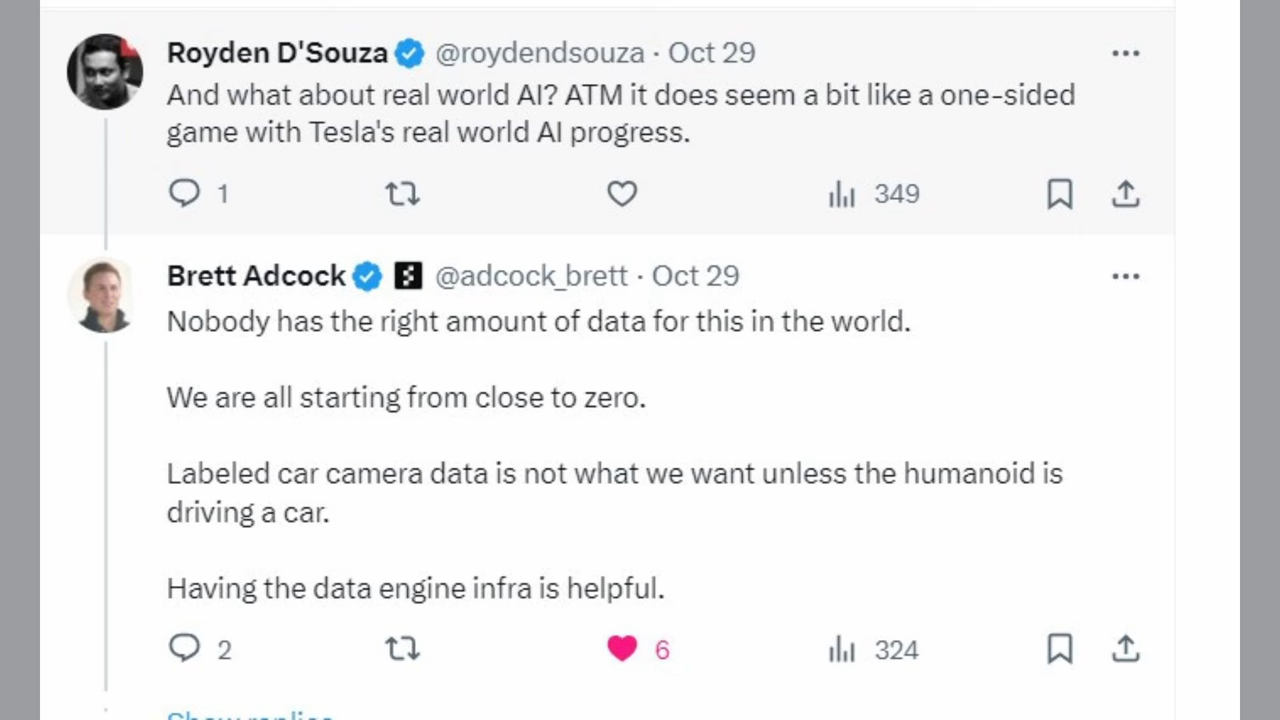 Royden D'Souza @roydendsouza · Oct 29
And what about real world AI? ATM it does seem a bit like a one-sided
game with Tesla's real world AI progress.
1 349
Brett Adcock @adcock_brett · Oct 29
Nobody has the right amount of data for this in the world.
We are all starting from close to zero.
Labeled car camera data is not what we want unless the humanoid is
driving a car.
Having the data engine infra is helpful.
2 6 324
Show replies